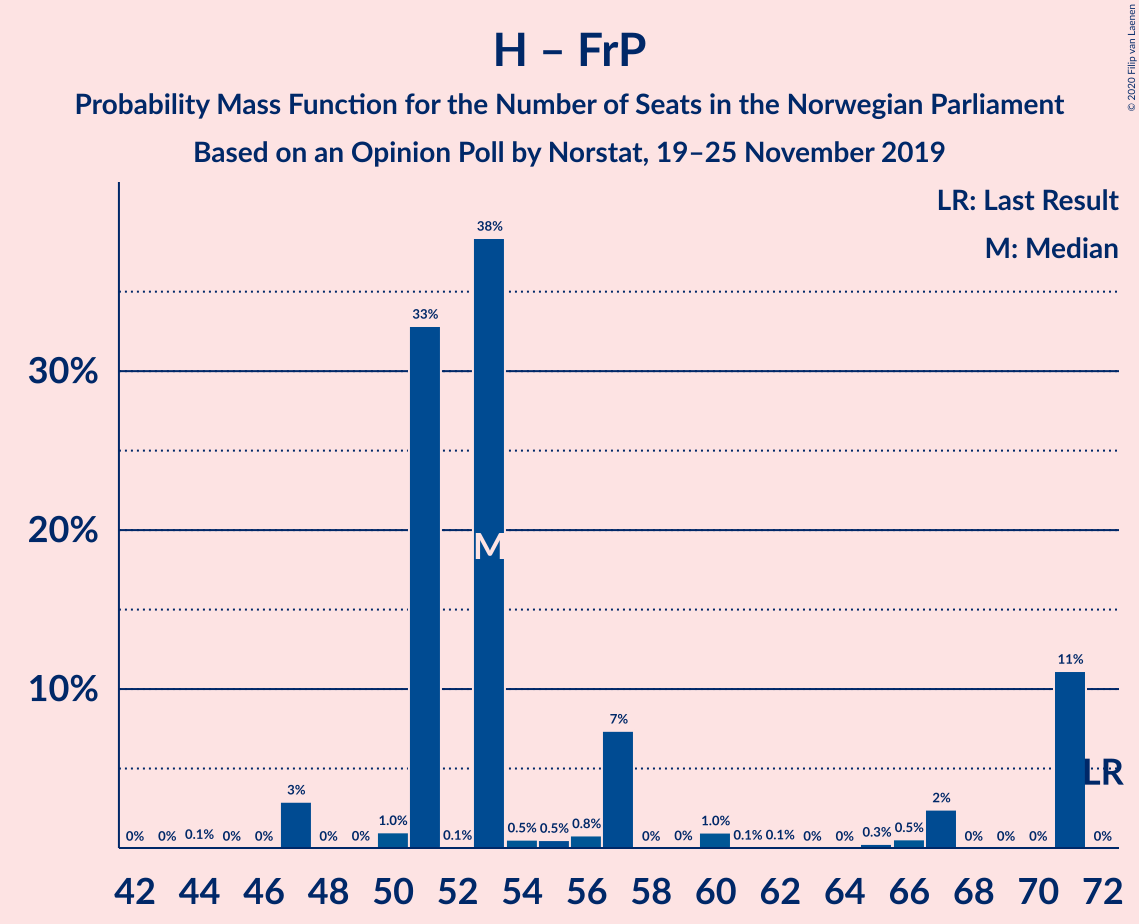 H – FrP
Probability Mass Function for the Number of Seats in the Norwegian Parliament
Based on an Opinion Poll by Norstat, 19–25 November 2019
© 2020 Filip van Laenen
LR: Last Result
M: Median
30%
20%
10%
0% 0% 0.1% 0% 0% 3% 0% 0% 1.0% 33% 0.1% 38% 0.5% 0.5% 0.8% 7% 0% 0% 1.0% 0.1% 0.1% 0% 0% 0.3% 0.5% 2% 0% 0% 0% 11% 0%
M
LR
42 44 46 48 50 52 54 56 58 60 62 64 66 68 70 72